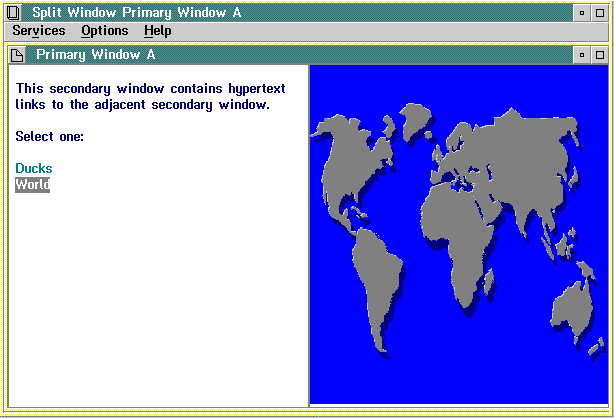 Split Window Primary Window A
Services Options Help
Primary Window A
This secondary window contains hypertext
links to the adjacent secondary window.
Select one:
Ducks
World